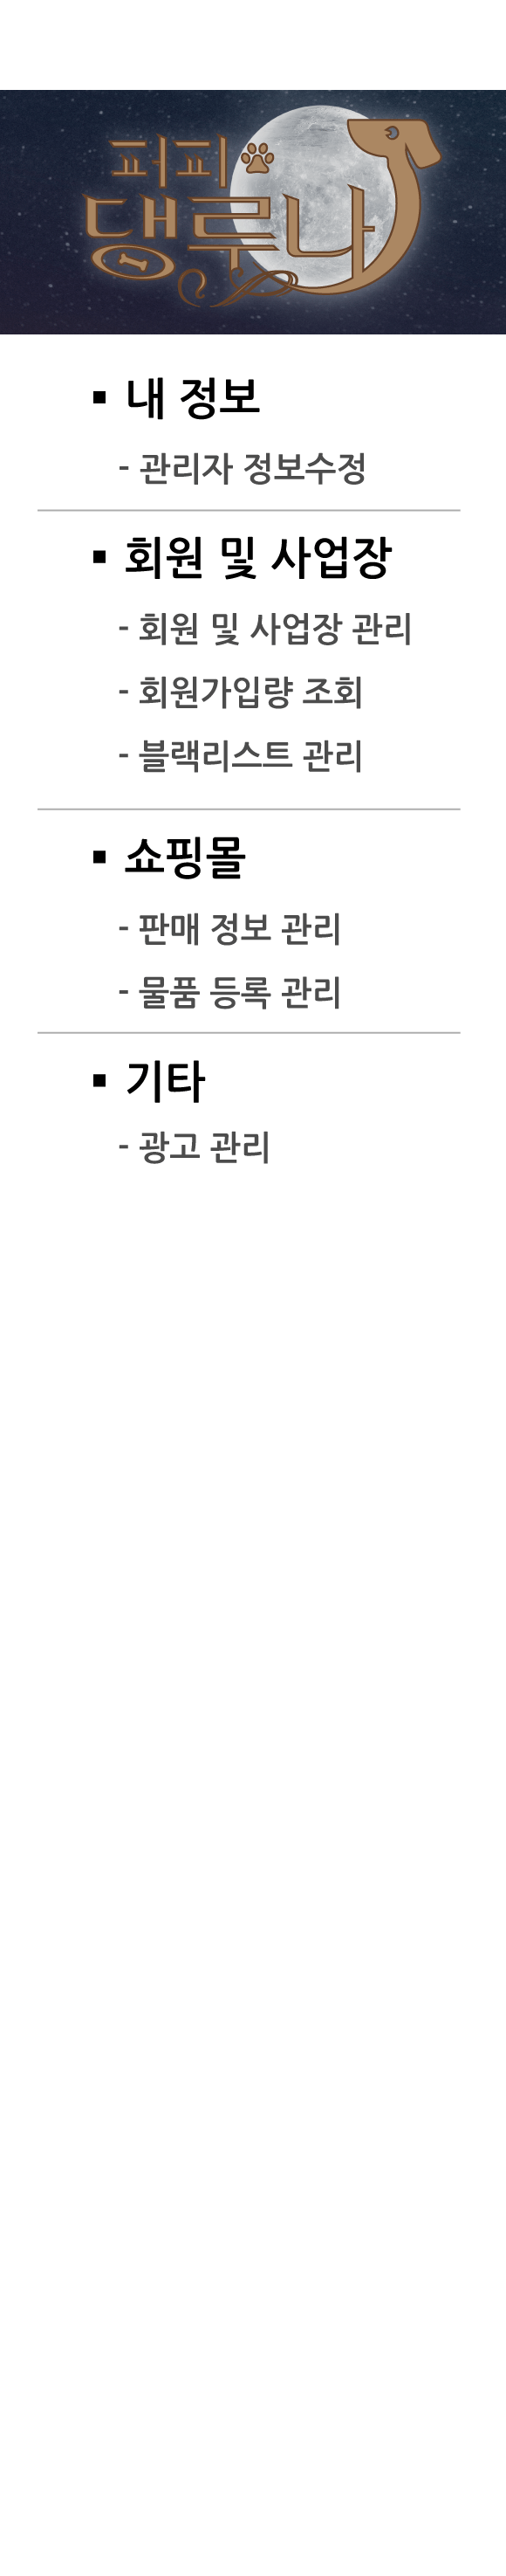 퍼피
댕루나
▪ 내 정보
- 관리자 정보수정
▪ 회원 및 사업장
- 회원 및 사업장 관리
- 회원가입량 조회
- 블랙리스트 관리
▪ 쇼핑몰
- 판매 정보 관리
- 물품 등록 관리
▪ 기타
- 광고 관리